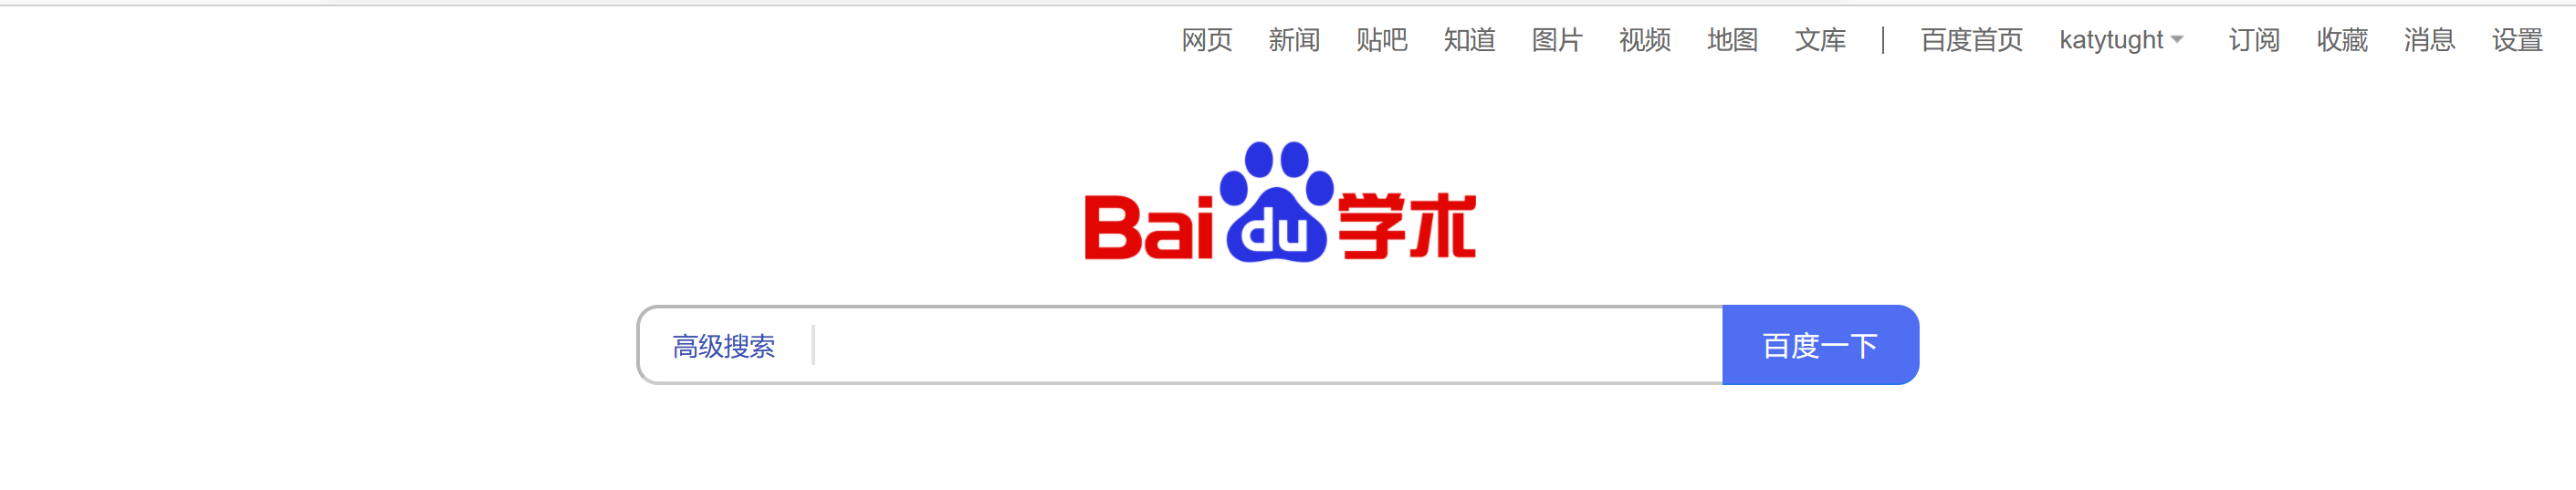 网页 新闻 贴吧 知道 图片 视频 地图 文库 | 百度首页 katytught 订阅 收藏 消息 设置
Bai du 学术
高级搜索 百度一下